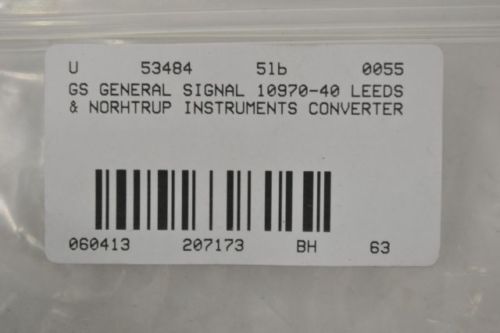 U 53484 51b 0055
GS GENERAL SIGNAL 10970-40 LEEDS
& NORHTRUP INSTRUMENTS CONVERTER
060413 207173 BH 63